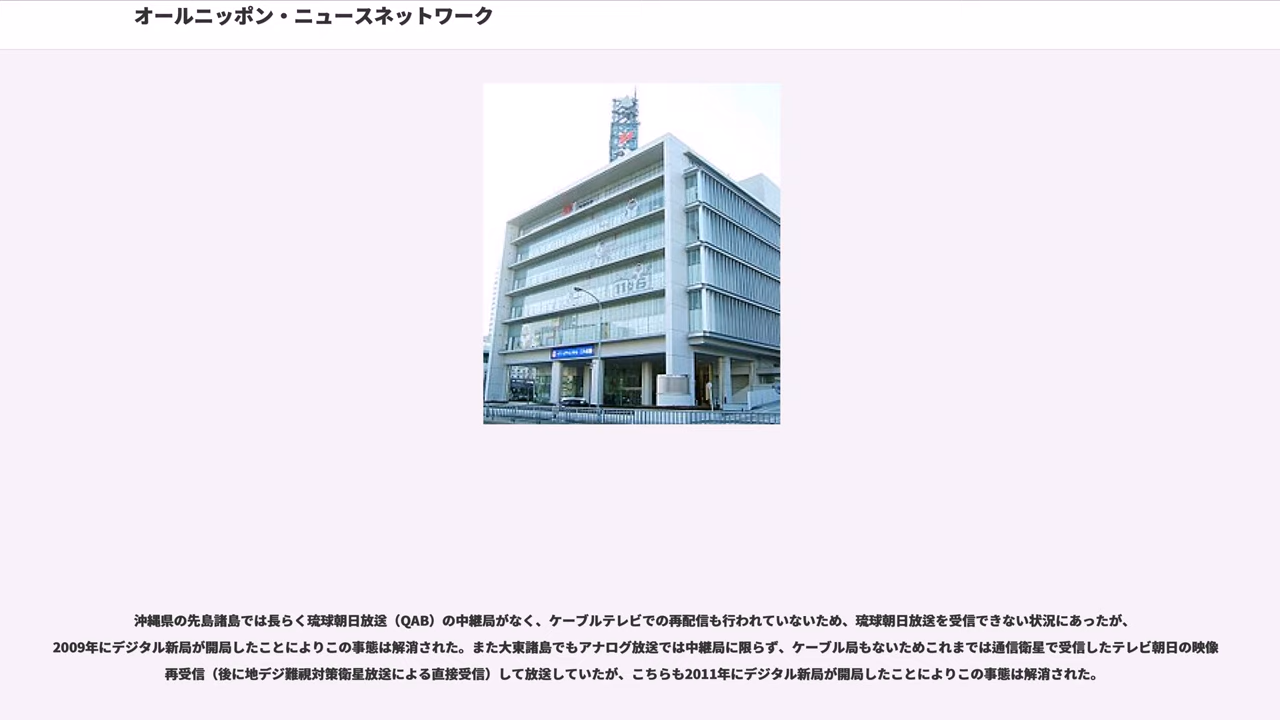 オールニッポン・ニュースネットワーク
沖縄県の先島諸島では長らく琉球朝日放送（QAB）の中継局がなく、ケーブルテレビでの再配信も行われていないため、琉球朝日放送を受信できない状況にあったが、
2009年にデジタル新局が開局したことによりこの事態は解消された。また大東諸島でもアナログ放送では中継局に限らず、ケーブル局もないためこれまでは通信衛星で受信したテレビ朝日の映像
再受信（後に地デジ難視対策衛星放送による直接受信）して放送していたが、こちらも2011年にデジタル新局が開局したことによりこの事態は解消された。